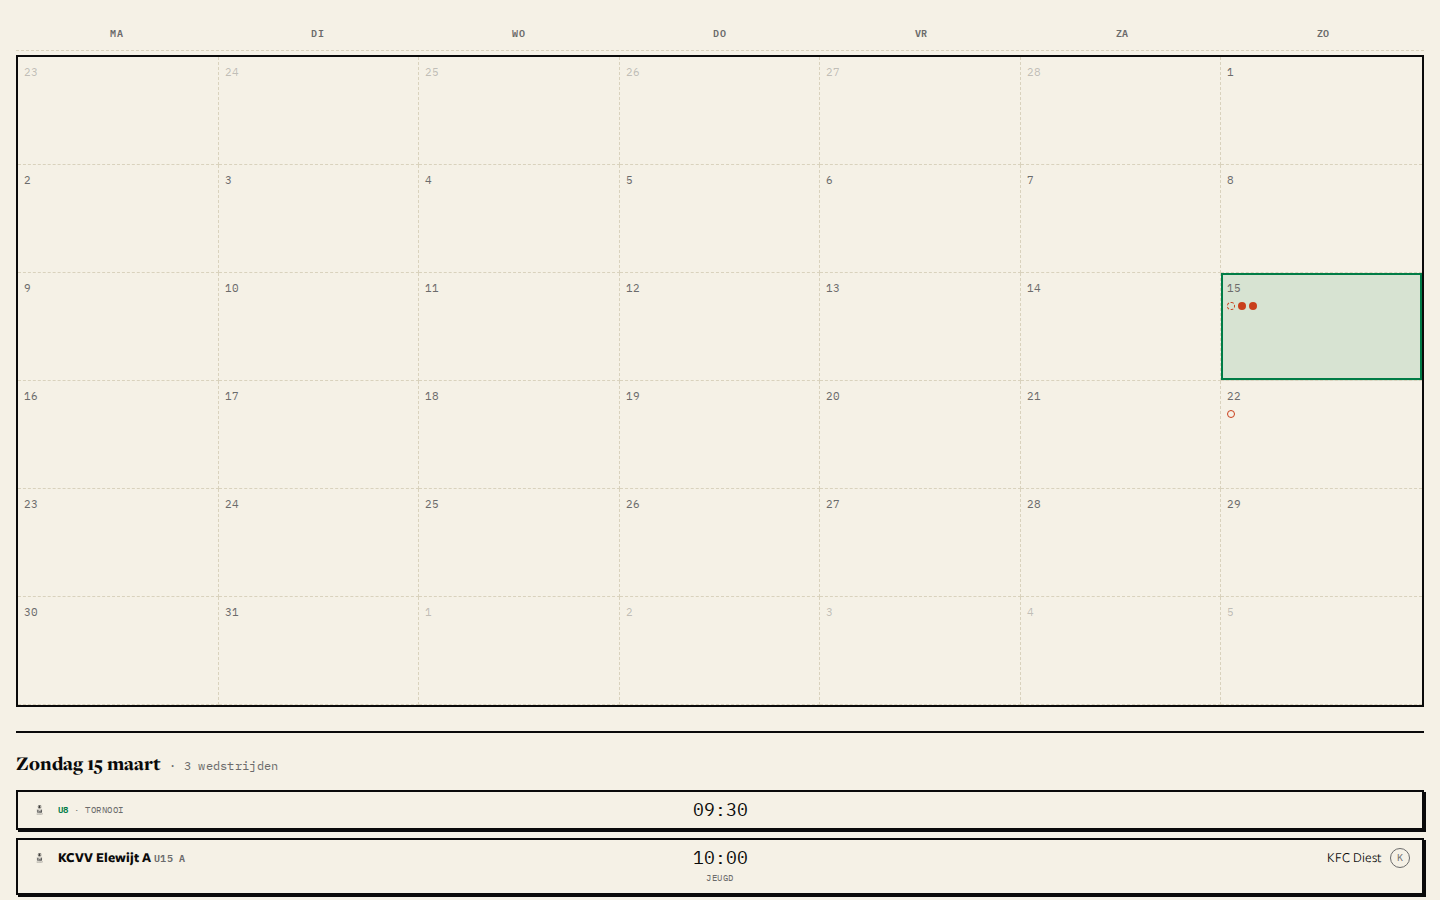 MA DI WO DO VR ZA ZO
23 24 25 26 27 28 1
2 3 4 5 6 7 8
9 10 11 12 13 14 15
16 17 18 19 20 21 22
23 24 25 26 27 28 29
30 31 1 2 3 4 5
Zondag 15 maart · 3 wedstrijden
U8 · TORNOOI 09:30
KCVV Elewijt A U15 A 10:00 KFC Diest K
JEUGD